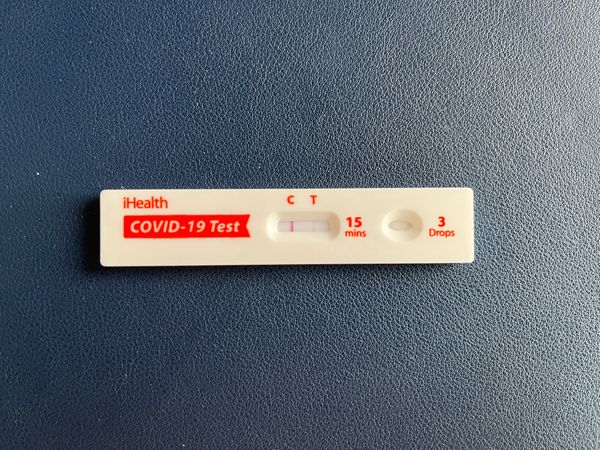 iHealth
COVID-19 Test
C T
15
mins
3
Drops